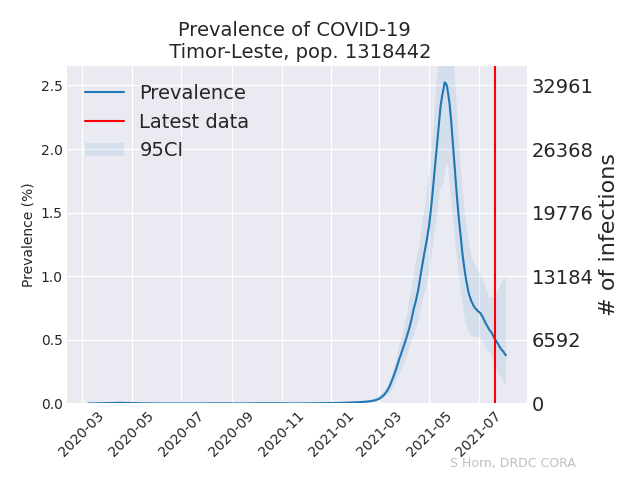 Prevalence of COVID-19
Timor-Leste, pop. 1318442
Prevalence
Latest data
95CI
Prevalence (%)
2.5
2.0
1.5
1.0
0.5
0.0
32961
26368
19776
13184
6592
0
# of infections
2020-03
2020-05
2020-07
2020-09
2020-11
2021-01
2021-03
2021-05
2021-07
S Horn, DRDC CORA